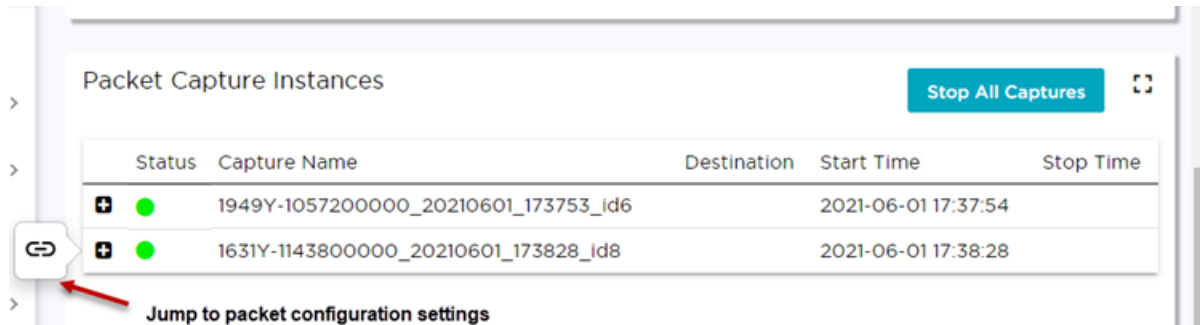 Packet Capture Instances
Stop All Captures
Status Capture Name Destination Start Time Stop Time
1949Y-1057200000_20210601_173753_id6 2021-06-01 17:37:54
1631Y-1143800000_20210601_173828_id8 2021-06-01 17:38:28
Jump to packet configuration settings